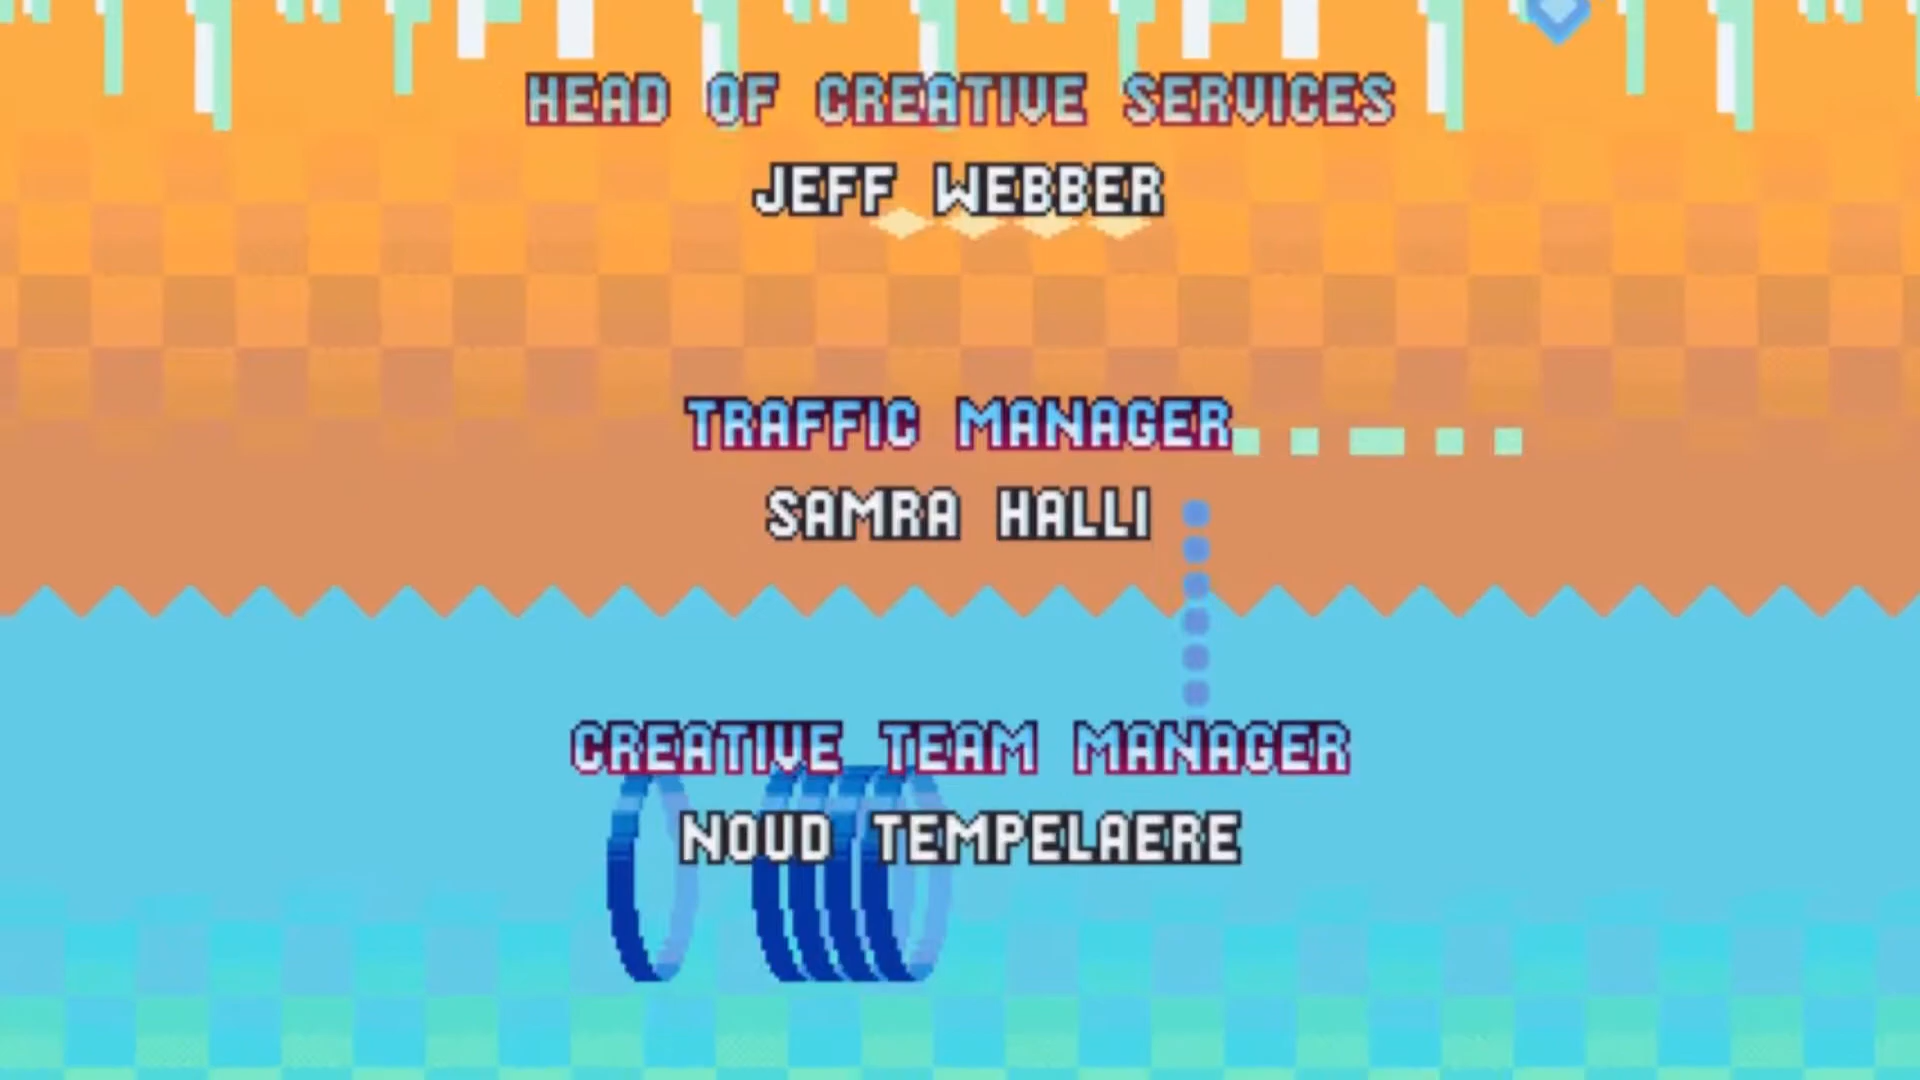 HEAD OF CREATIVE SERVICES
JEFF WEBBER
TRAFFIC MANAGER
SAMRA HALLI
CREATIVE TEAM MANAGER
NOUD TEMPELAERE